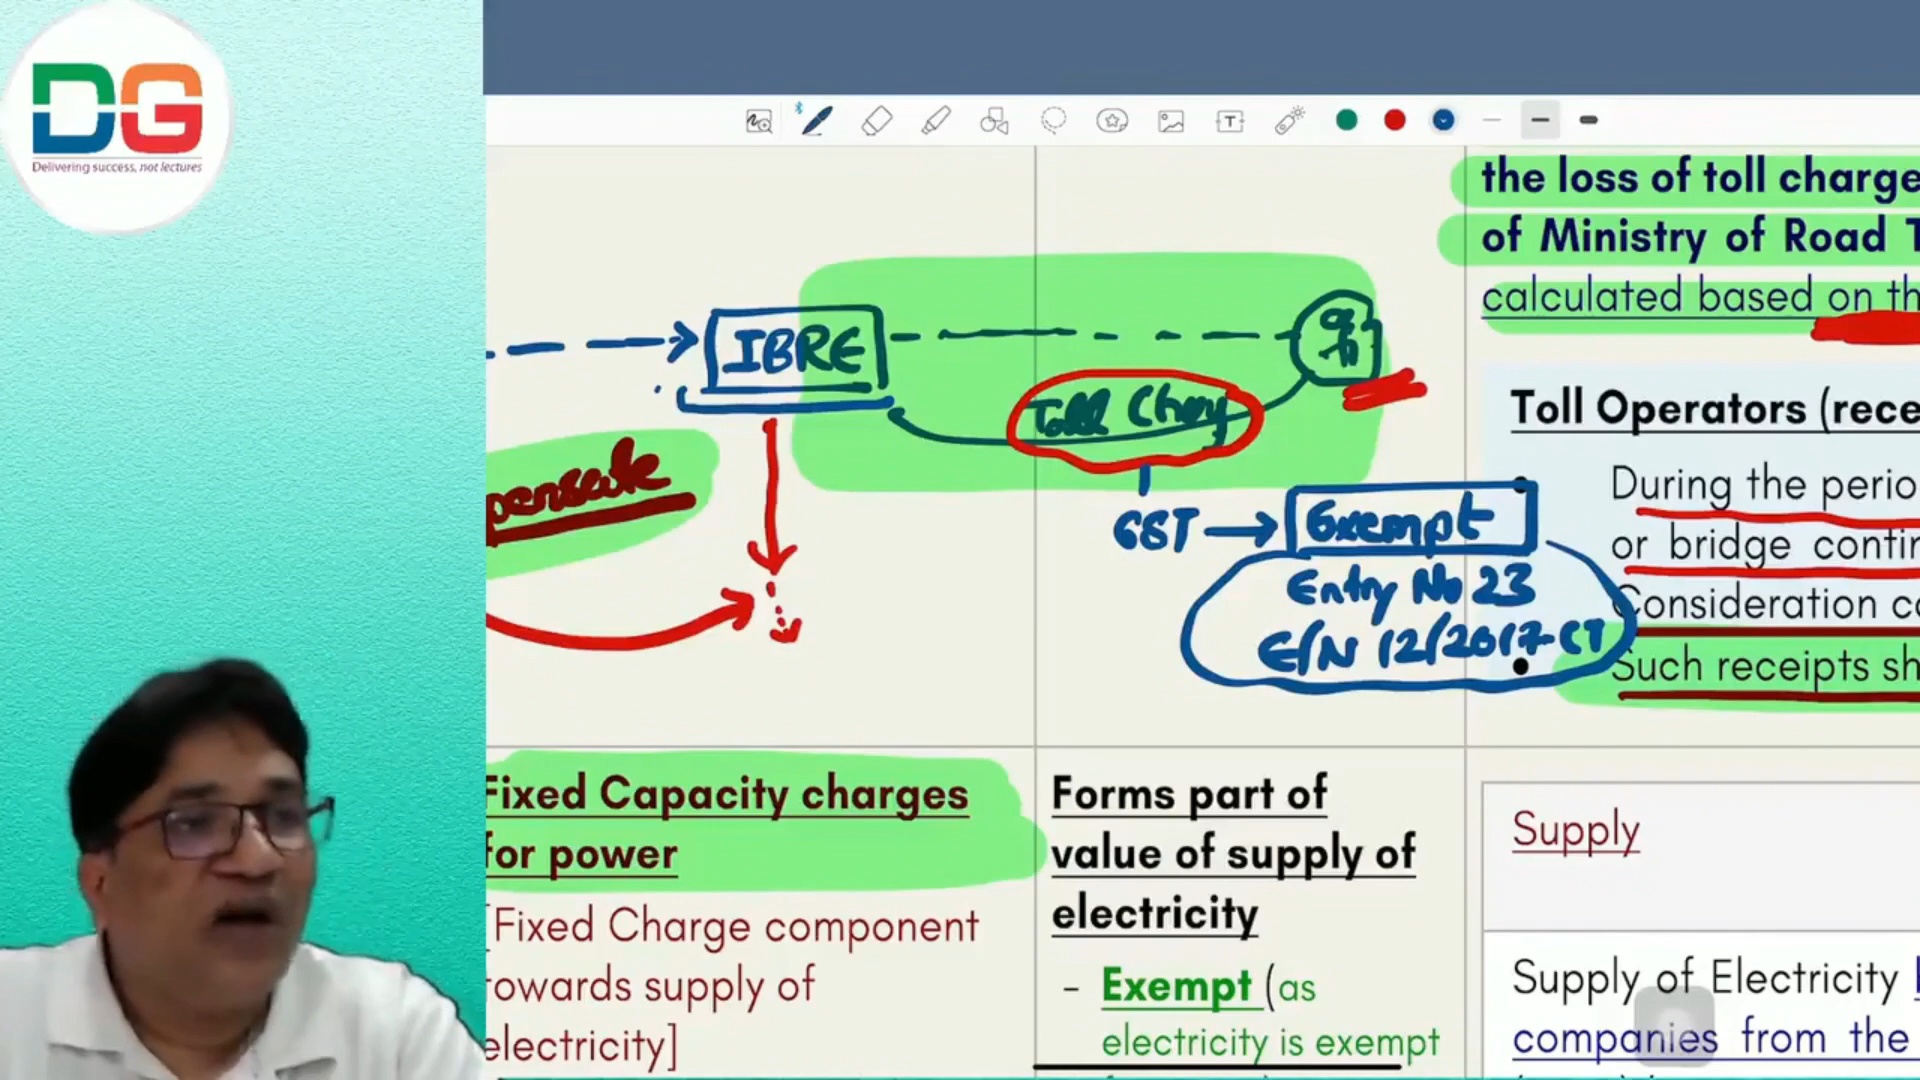 DG
Delivering success, not lectures
the loss of toll charge
of Ministry of Road T
calculated based on th
IBRE
Toll
pensate
GST → Exempt
Entry No 23
E/N 12/2017-CT
Toll Operators (rece
During the perio
or bridge contin
Consideration co
Such receipts sh
Fixed Capacity charges
for power
[Fixed Charge component
towards supply of
electricity]
Forms part of
value of supply of
electricity
- Exempt (as
electricity is exempt
Supply
Supply of Electricity
companies from the